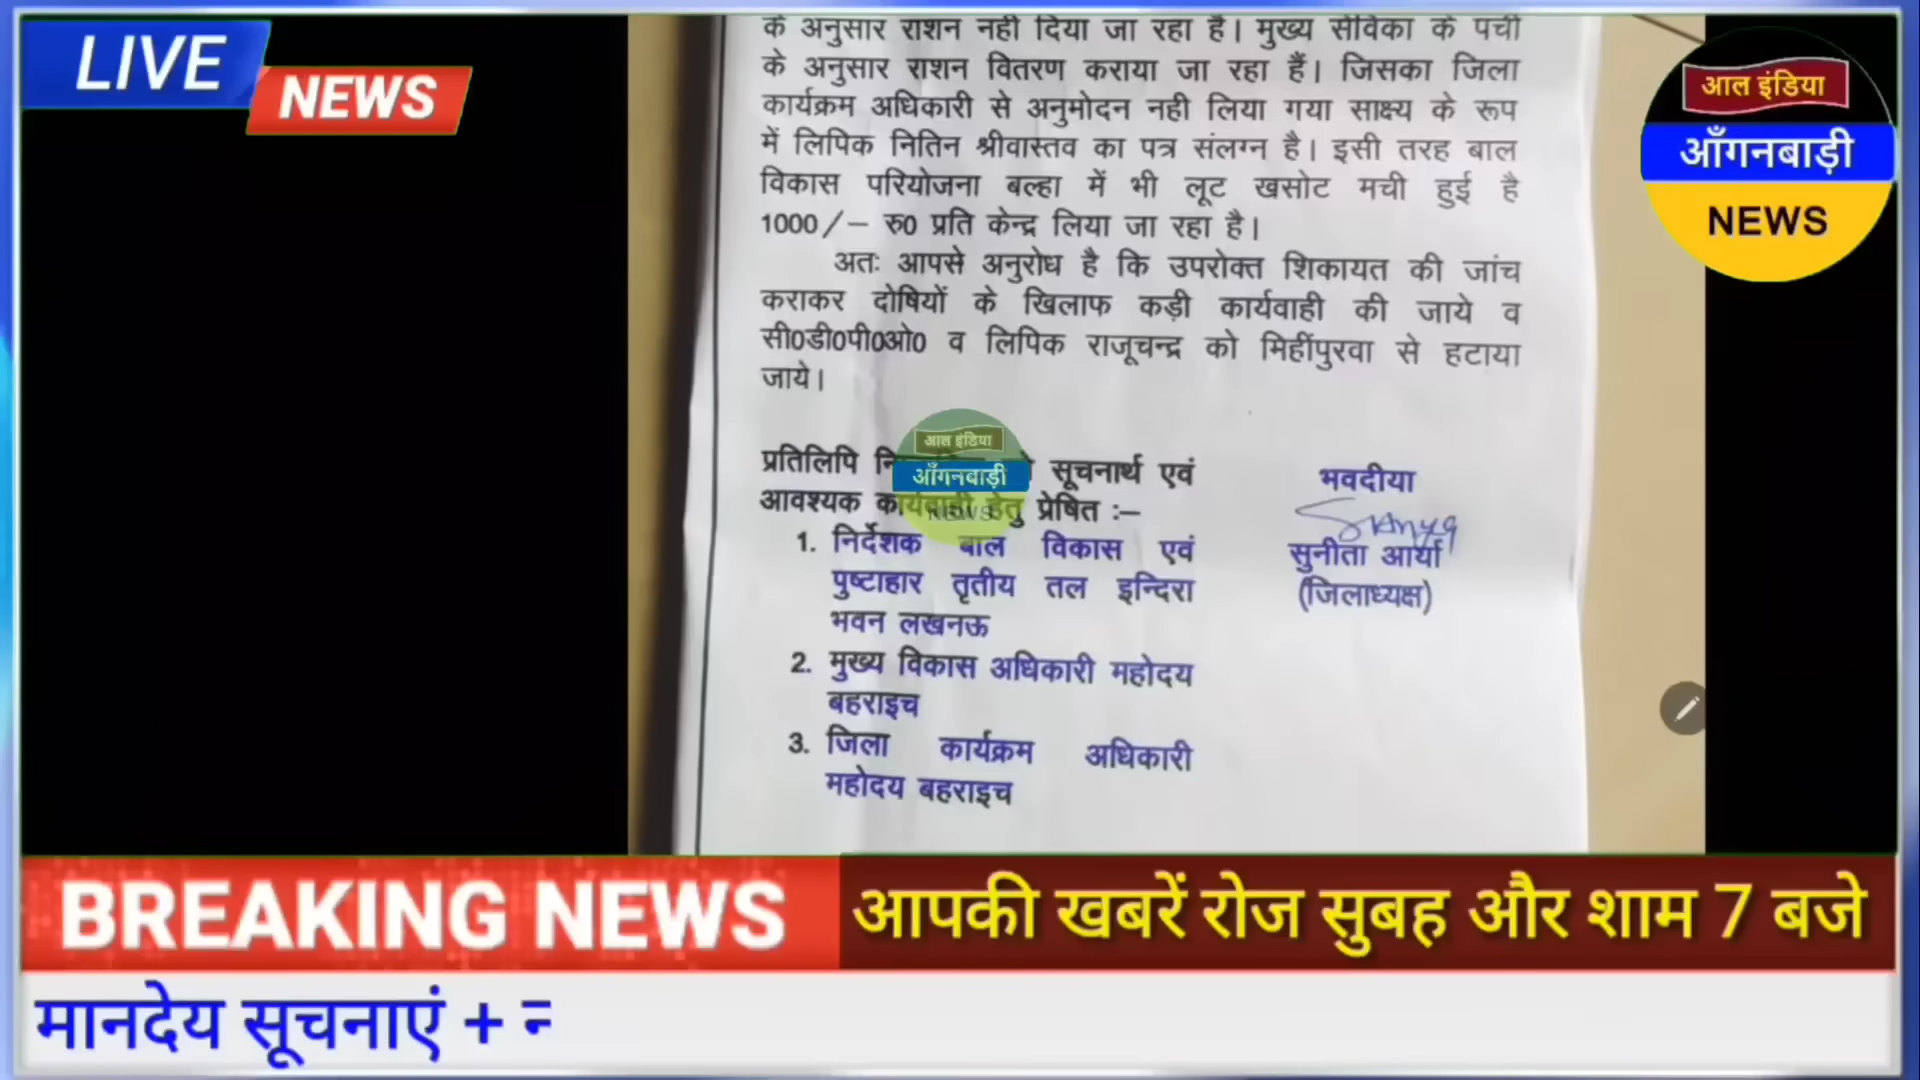 LIVE
NEWS
आल इंडिया
आँगनबाड़ी
NEWS
के अनुसार राशन नही दिया जा रहा है। मुख्य सेविका के पर्ची
के अनुसार राशन वितरण कराया जा रहा हैं। जिसका जिला
कार्यक्रम अधिकारी से अनुमोदन नही लिया गया साक्ष्य के रूप
में लिपिक नितिन श्रीवास्तव का पत्र संलग्न है। इसी तरह बाल
विकास परियोजना बल्हा में भी लूट खसोट मची हुई है
1000/– रु0 प्रति केन्द्र लिया जा रहा है।
अतः आपसे अनुरोध है कि उपरोक्त शिकायत की जांच
कराकर दोषियों के खिलाफ कड़ी कार्यवाही की जाये व
सी0डी0पी0ओ0 व लिपिक राजूचन्द्र को मिहींपुरवा से हटाया
जाये।
आल इंडिया
आँगनबाड़ी
NEWS
प्रतिलिपि सूचनार्थ एवं
आवश्यक कार्यवाही हेतु प्रेषित :–
1. निर्देशक बाल विकास एवं
पुष्टाहार तृतीय तल इन्दिरा
भवन लखनऊ
2. मुख्य विकास अधिकारी महोदय
बहराइच
3. जिला कार्यक्रम अधिकारी
महोदय बहराइच
भवदीया
सुनीता आर्या
(जिलाध्यक्ष)
BREAKING NEWS
आपकी खबरें रोज सुबह और शाम 7 बजे
मानदेय सूचनाएं +